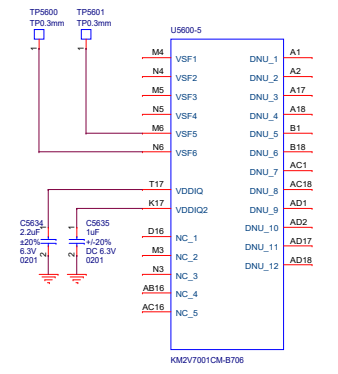 TP5600 TP5601
TP0.3mm TP0.3mm
1 1
U5600-5
M4 VSF1 DNU_1 A1
N4 VSF2 DNU_2 A2
M5 VSF3 DNU_3 A17
N5 VSF4 DNU_4 A18
M6 VSF5 DNU_5 B1
N6 VSF6 DNU_6 B18
DNU_7 AC1
T17 VDDIQ DNU_8 AC18
K17 VDDIQ2 DNU_9 AD1
DNU_10 AD2
D16 NC_1 DNU_11 AD17
M3 NC_2 DNU_12 AD18
N3 NC_3
AB16 NC_4
AC16 NC_5
C5634
2.2uF
±20%
6.3V
0201
1
2
C5635
1uF
+/-20%
DC 6.3V
0201
1
2
KM2V7001CM-B706